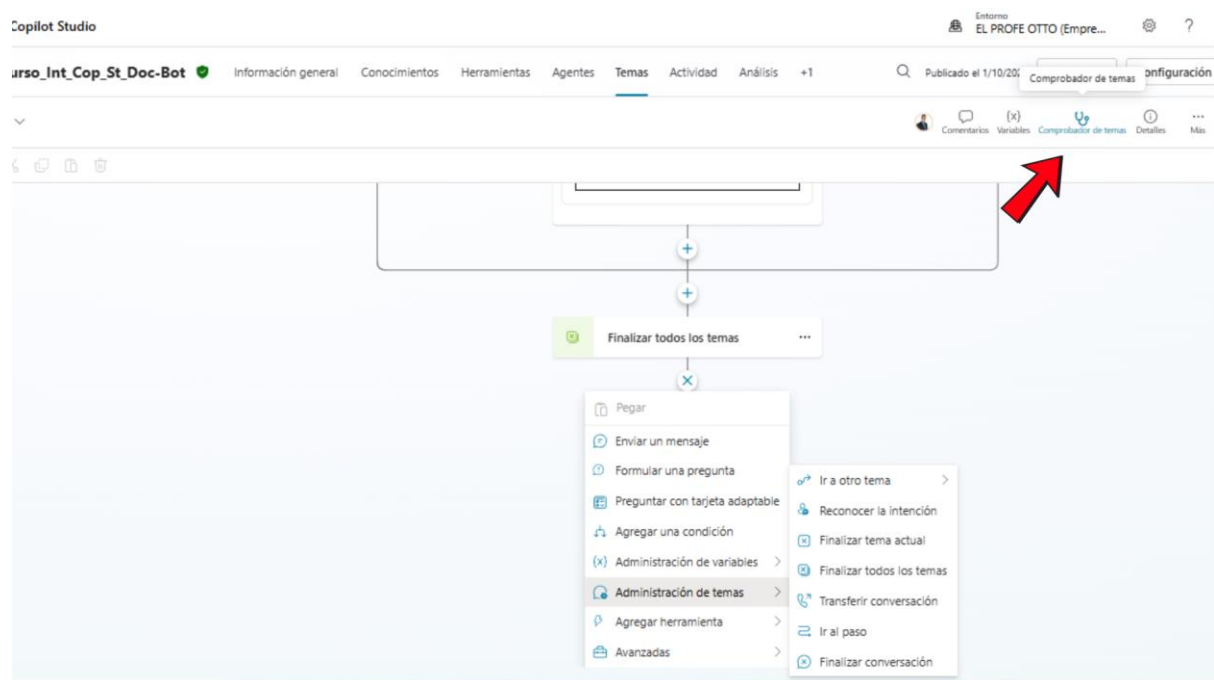 Copilot Studio
Entorno
EL PROFE OTTO (Empre...
?
urso_Int_Cop_St_Doc-Bot
Información general
Conocimientos
Herramientas
Agentes
Temas
Actividad
Análisis
+1
Publicado el 1/10/202
Comprobador de temas
onfiguración
Comentarios
Variables
Comprobador de temas
Detalles
Más
Finalizar todos los temas
Pegar
Enviar un mensaje
Formular una pregunta
Preguntar con tarjeta adaptable
Agregar una condición
Administración de variables
Administración de temas
Agregar herramienta
Avanzadas
Ir a otro tema
Reconocer la intención
Finalizar tema actual
Finalizar todos los temas
Transferir conversación
Ir al paso
Finalizar conversación